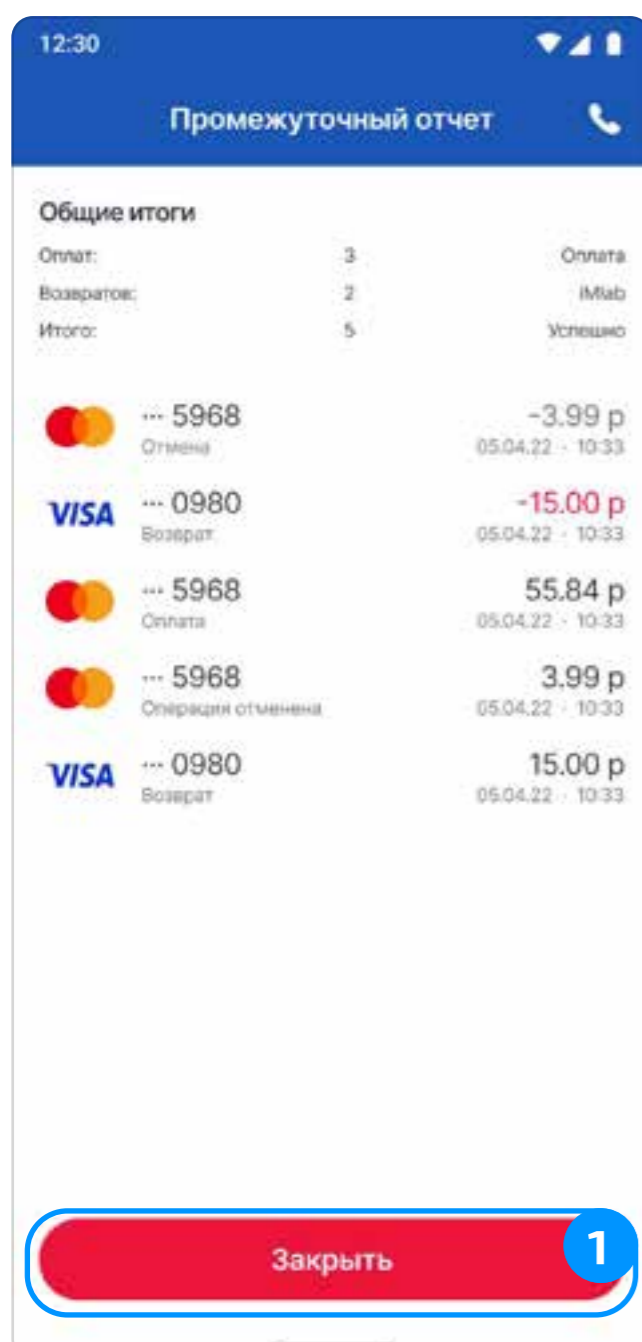 12:30
Промежуточный отчет
Общие итоги
Оплат: 3 Оплата
Возвратов: 2 iMlab
Итого: 5 Успешно
··· 5968 -3.99 р
Отмена 05.04.22 · 10:33
VISA ··· 0980 -15.00 р
Возврат 05.04.22 · 10:33
··· 5968 55.84 р
Оплата 05.04.22 · 10:33
··· 5968 3.99 р
Операция отменена 05.04.22 · 10:33
VISA ··· 0980 15.00 р
Возврат 05.04.22 · 10:33
Закрыть 1